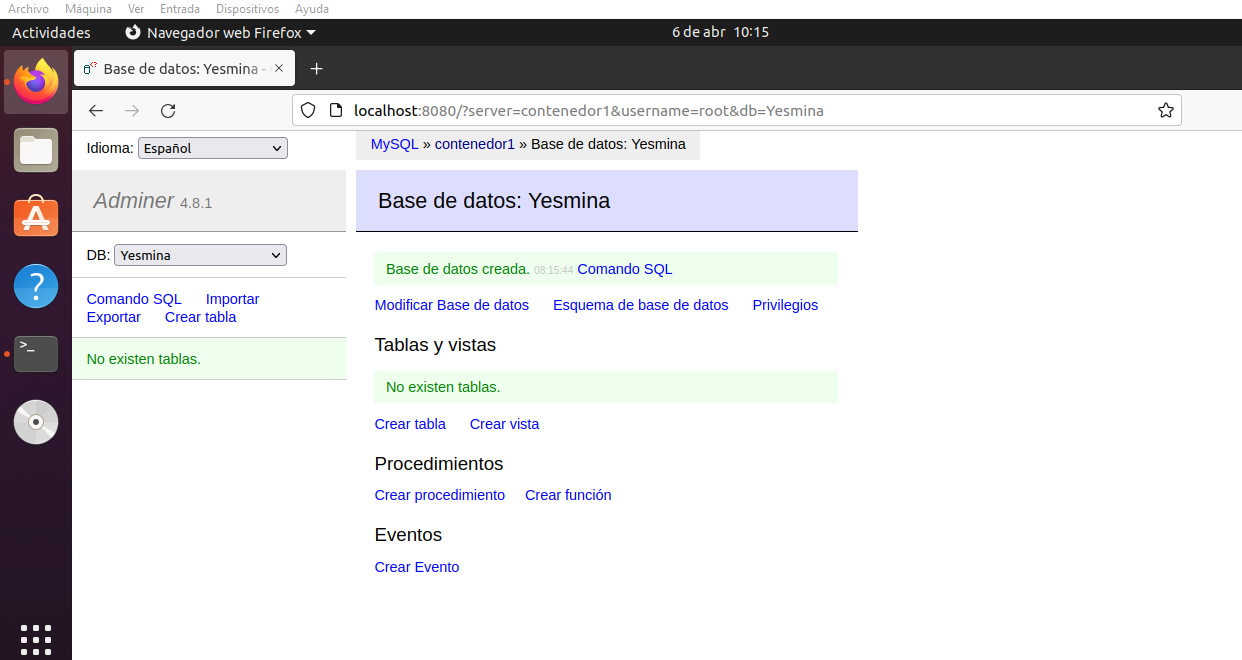 Archivo Máquina Ver Entrada Dispositivos Ayuda
Actividades Navegador web Firefox 6 de abr 10:15
Base de datos: Yesmina -
localhost:8080/?server=contenedor1&username=root&db=Yesmina
Idioma: Español
MySQL » contenedor1 » Base de datos: Yesmina
Adminer 4.8.1
Base de datos: Yesmina
DB: Yesmina
Comando SQL Importar
Exportar Crear tabla
No existen tablas.
Base de datos creada. 08:15:44 Comando SQL
Modificar Base de datos Esquema de base de datos Privilegios
Tablas y vistas
No existen tablas.
Crear tabla Crear vista
Procedimientos
Crear procedimiento Crear función
Eventos
Crear Evento